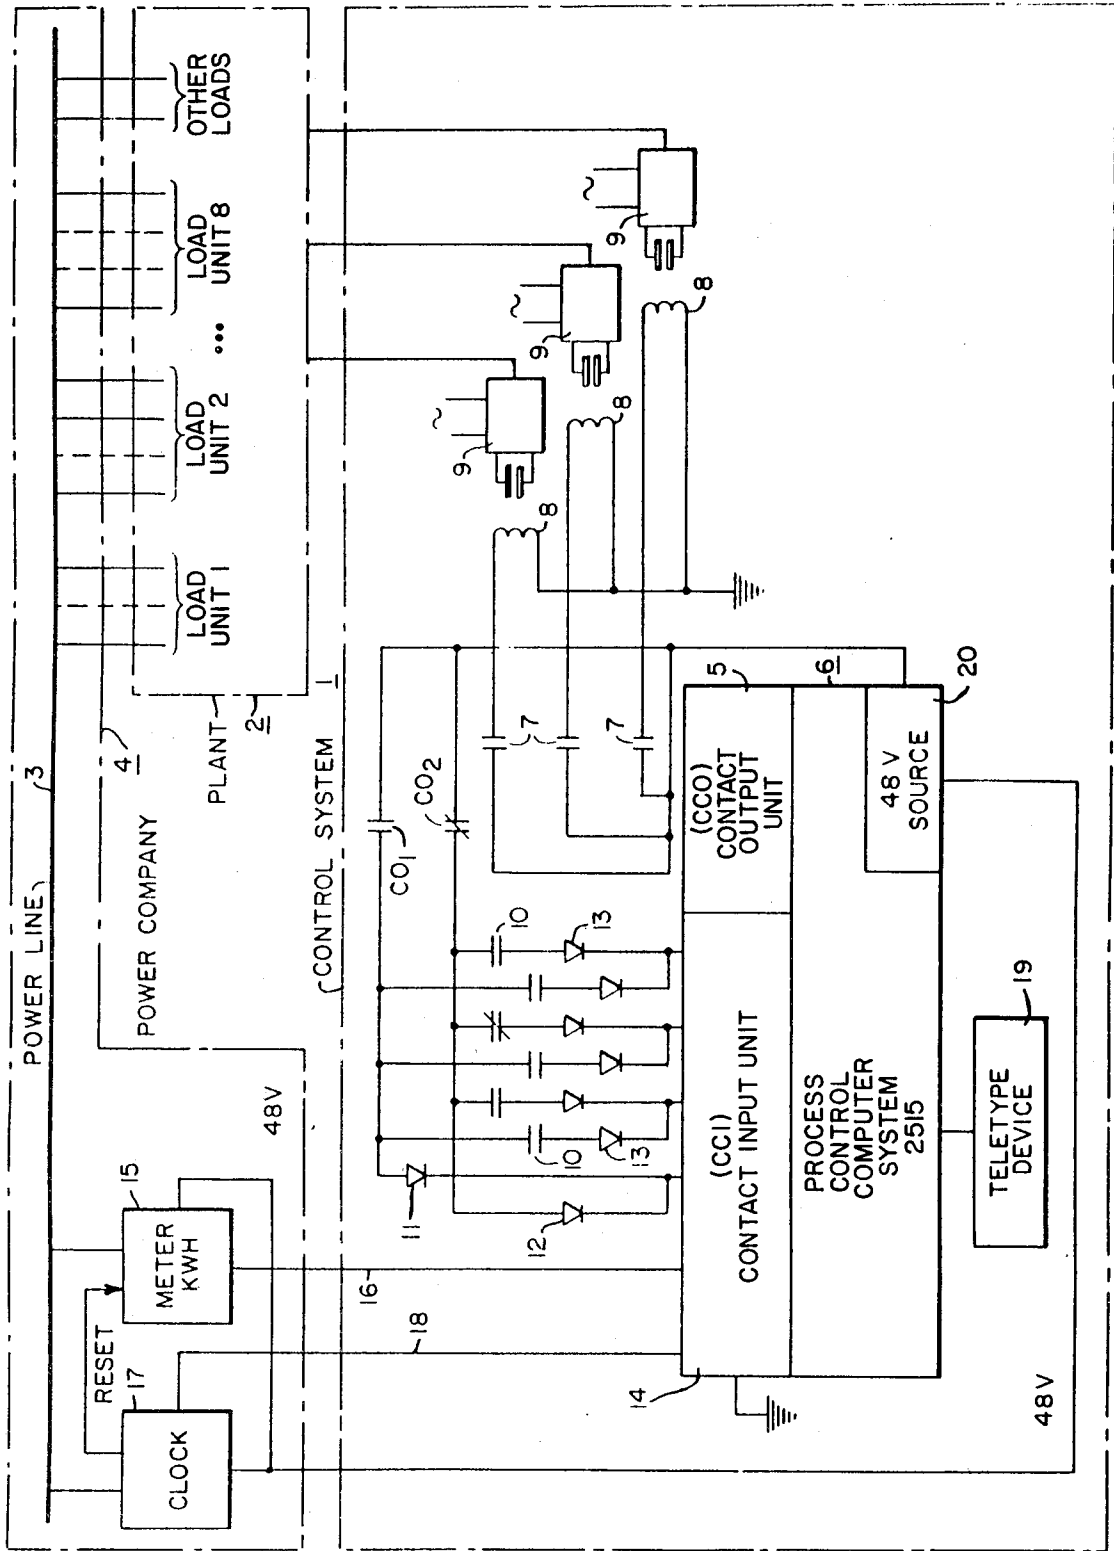 POWER LINE
3
4
POWER COMPANY
LOAD
UNIT 1
LOAD
UNIT 2
...
LOAD
UNIT 8
OTHER
LOADS
PLANT
2
CONTROL SYSTEM
1
RESET
17
CLOCK
15
METER
KWH
48V
18
16
11
12
10
13
10
13
CO1
CO2
7
7
8
8
8
9
9
9
~
~
~
14
(CCI)
CONTACT INPUT UNIT
(CCO)
CONTACT
OUTPUT
UNIT
5
6
PROCESS
CONTROL
COMPUTER
SYSTEM
2515
48 V
SOURCE
20
TELETYPE
DEVICE
19
48V